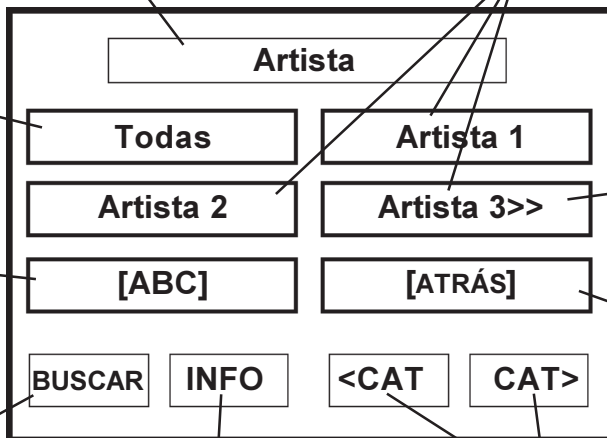 Artista
Todas
Artista 1
Artista 2
Artista 3>>
[ABC]
[ATRÁS]
BUSCAR
INFO
<CAT
CAT>